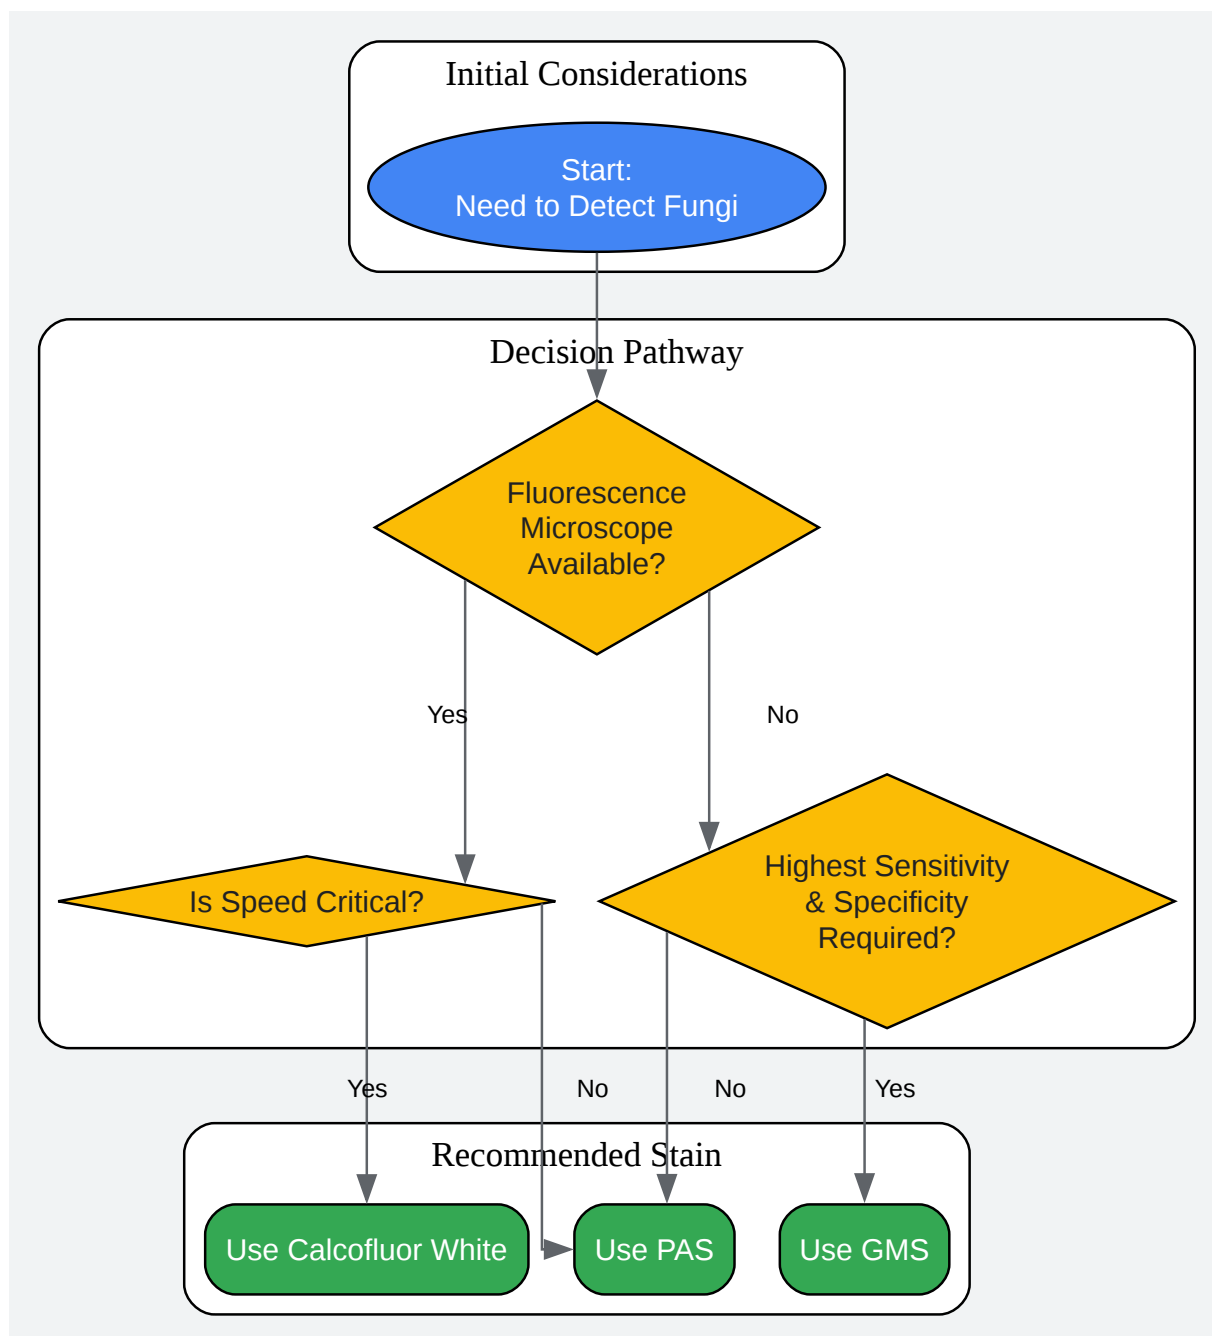 Initial Considerations
Start:
Need to Detect Fungi
Decision Pathway
Fluorescence
Microscope
Available?
Yes
No
Is Speed Critical?
Highest Sensitivity
& Specificity
Required?
Yes
No
No
Yes
Recommended Stain
Use Calcofluor White
Use PAS
Use GMS